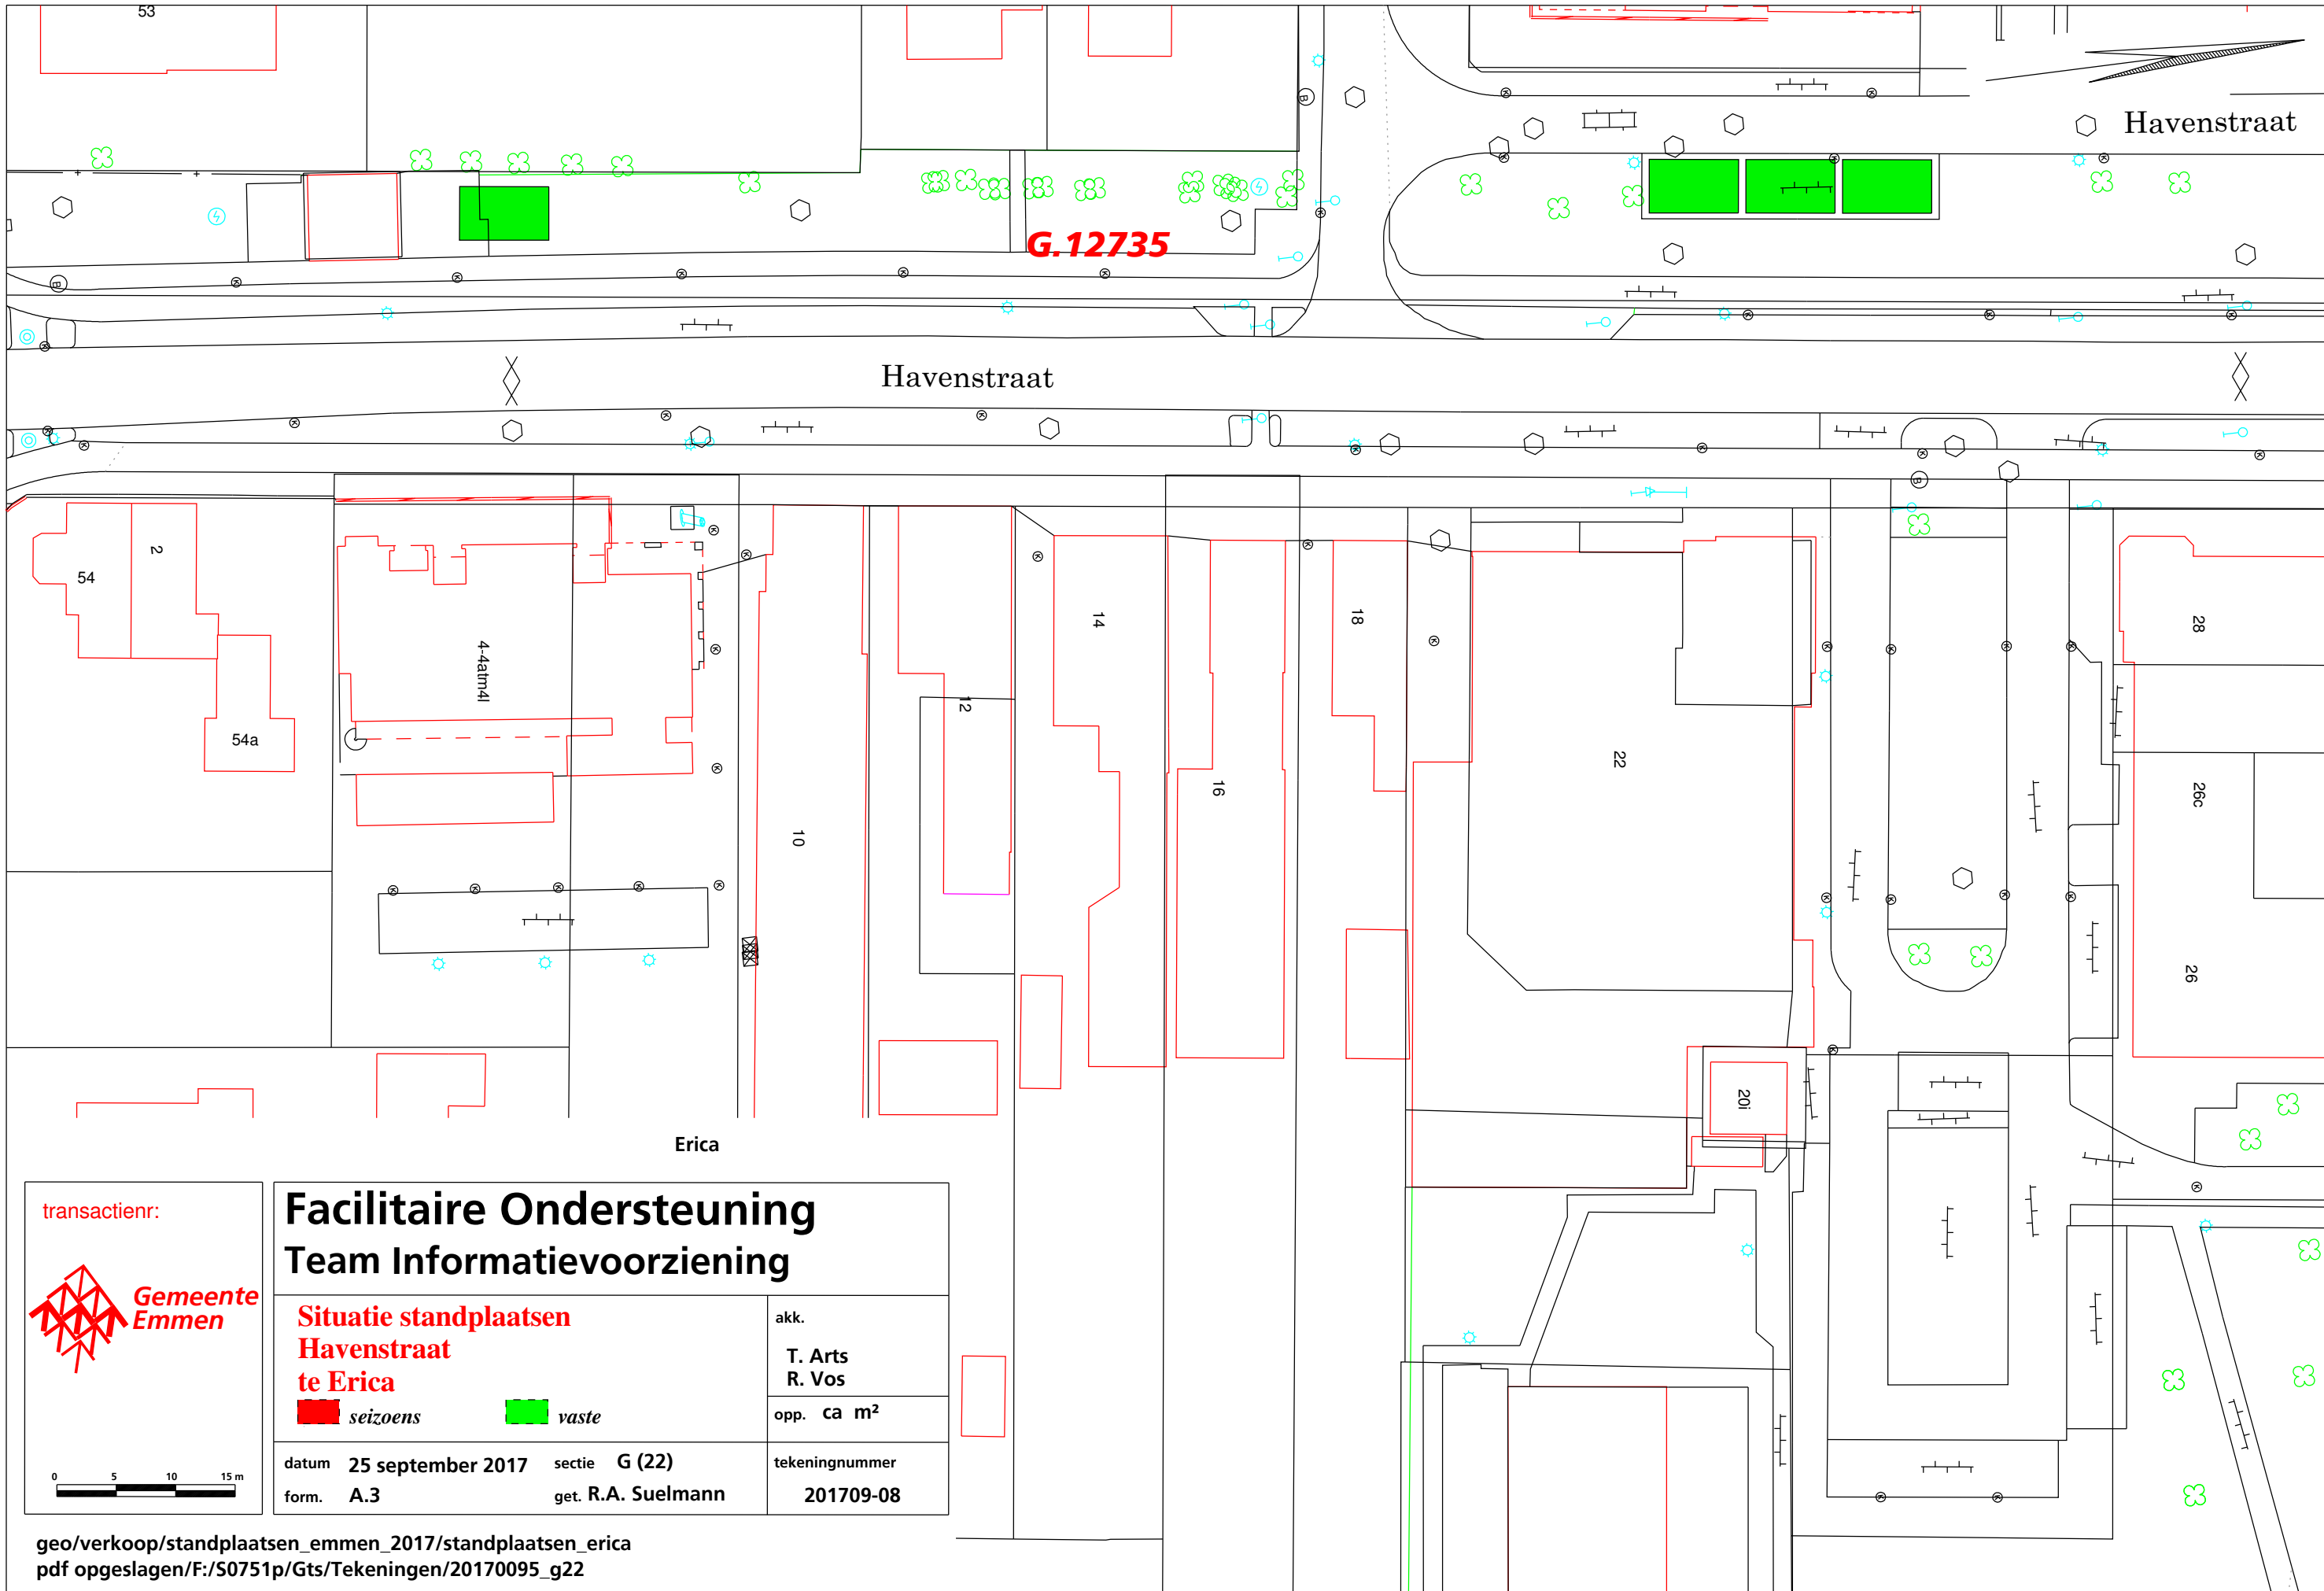 53
Havenstraat
G.12735
Havenstraat
54
2
54a
4-4atm4l
10
12
14
16
18
22
20i
28
26c
26
Erica
transactienr:
Gemeente
Emmen
0 5 10 15 m
Facilitaire Ondersteuning
Team Informatievoorziening
Situatie standplaatsen
Havenstraat
te Erica
seizoens vaste
akk.
T. Arts
R. Vos
opp. ca m²
datum 25 september 2017 sectie G (22)
form. A.3 get. R.A. Suelmann
tekeningnummer
201709-08
geo/verkoop/standplaatsen_emmen_2017/standplaatsen_erica
pdf opgeslagen/F:/S0751p/Gts/Tekeningen/20170095_g22